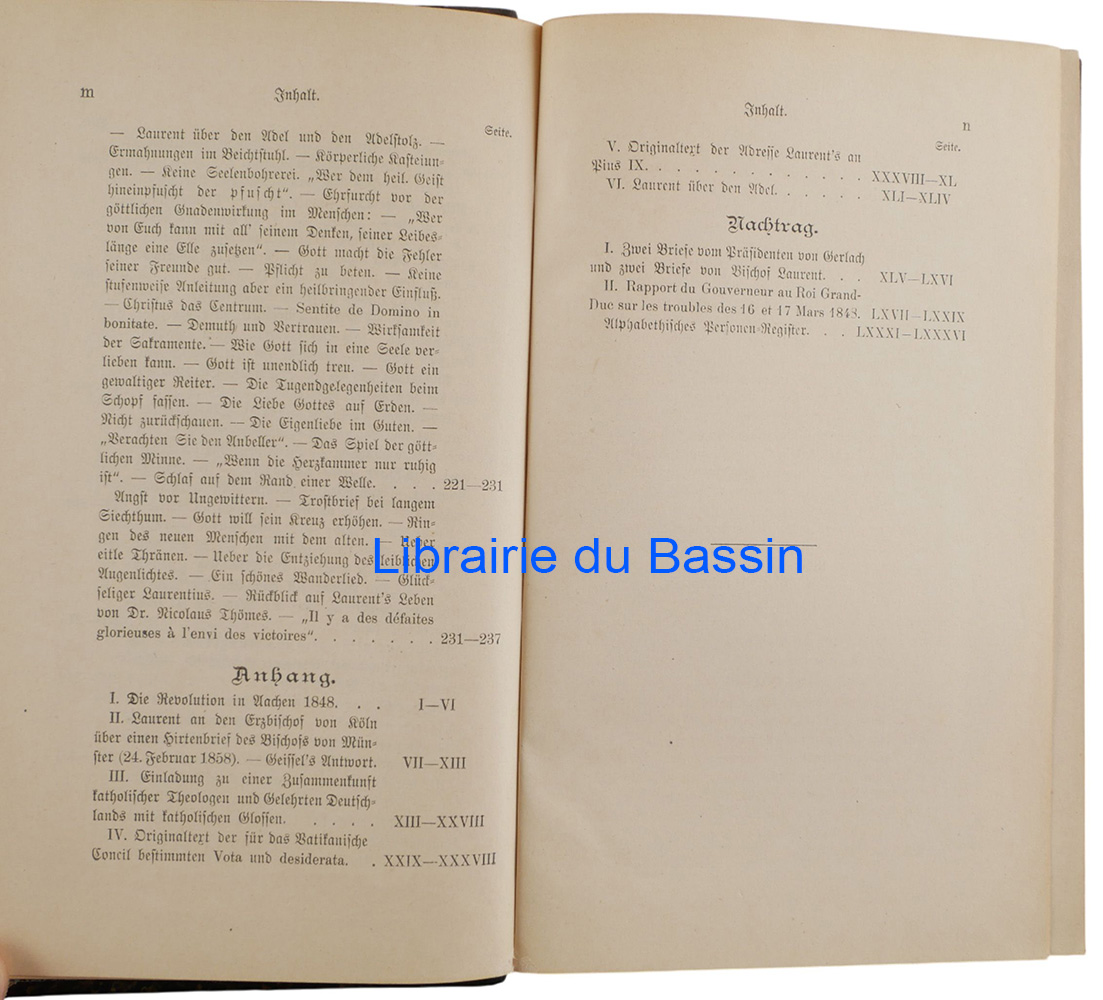 m
Inhalt.
Seite.
— Laurent über den Adel und den Adelstolz. —
Ermahnungen im Beichtstuhl. — Körperliche Kasteiun-
gen. — Keine Seelenbohrerei. „Wer dem heil. Geist
hineinpfuscht der pfuscht“. — Ehrfurcht vor der
göttlichen Gnadenwirkung im Menschen: — „Wer
von Euch kann mit all' seinem Denken, seiner Leibes-
länge eine Elle zusetzen“. — Gott macht die Fehler
seiner Freunde gut. — Pflicht zu beten. — Keine
stufenweise Anleitung aber ein heilbringender Einfluß.
— Christus das Centrum. — Sentite de Domino in
bonitate. — Demuth und Vertrauen. — Wirksamkeit
der Sakramente. — Wie Gott sich in eine Seele ver-
lieben kann. — Gott ist unendlich treu. — Gott ein
gewaltiger Reiter. — Die Tugendgelegenheiten beim
Schopf fassen. — Die Liebe Gottes auf Erden. —
Nicht zurückschauen. — Die Eigenliebe im Guten. —
„Verachten Sie den Anbeller“. — Das Spiel der gött-
lichen Minne. — „Wenn die Herzkammer nur ruhig
ist“. — Schlaf auf dem Rand einer Welle. . . . 221—231
Angst vor Ungewittern. — Trostbrief bei langem
Siechthum. — Gott will sein Kreuz erhöhen. — Rin-
gen des neuen Menschen mit dem alten. — Ueber
eitle Thränen. — Ueber die Entziehung des leiblichen
Augenlichtes. — Ein schönes Wanderlied. — Glück-
seliger Laurentius. — Rückblick auf Laurent's Leben
von Dr. Nicolaus Thömes. — „Il y a des défaites
glorieuses à l'envi des victoires“. . . . . . . 231—237
Anhang.
I. Die Revolution in Aachen 1848. . . I—VI
II. Laurent an den Erzbischof von Köln
über einen Hirtenbrief des Bischofs von Mün-
ster (24. Februar 1858). — Geissel's Antwort. VII—XIII
III. Einladung zu einer Zusammenkunft
katholischer Theologen und Gelehrten Deutsch-
lands mit katholischen Glossen. . . . . XIII—XXVIII
IV. Originaltext der für das Vatikanische
Concil bestimmten Vota und desiderata. . XXIX—XXXVIII
Inhalt.
n
Seite.
V. Originaltext der Adresse Laurent's an
Pius IX. . . . . . . . . . . . . XXXVIII—XL
VI. Laurent über den Adel. . . . . XLI—XLIV
Nachtrag.
I. Zwei Briefe vom Präsidenten von Gerlach
und zwei Briefe von Bischof Laurent. . . XLV—LXVI
II. Rapport du Gouverneur au Roi Grand-
Duc sur les troubles des 16 et 17 Mars 1848. LXVII—LXXIX
Alphabethisches Personen-Register. . . LXXXI—LXXXVI
Librairie du Bassin